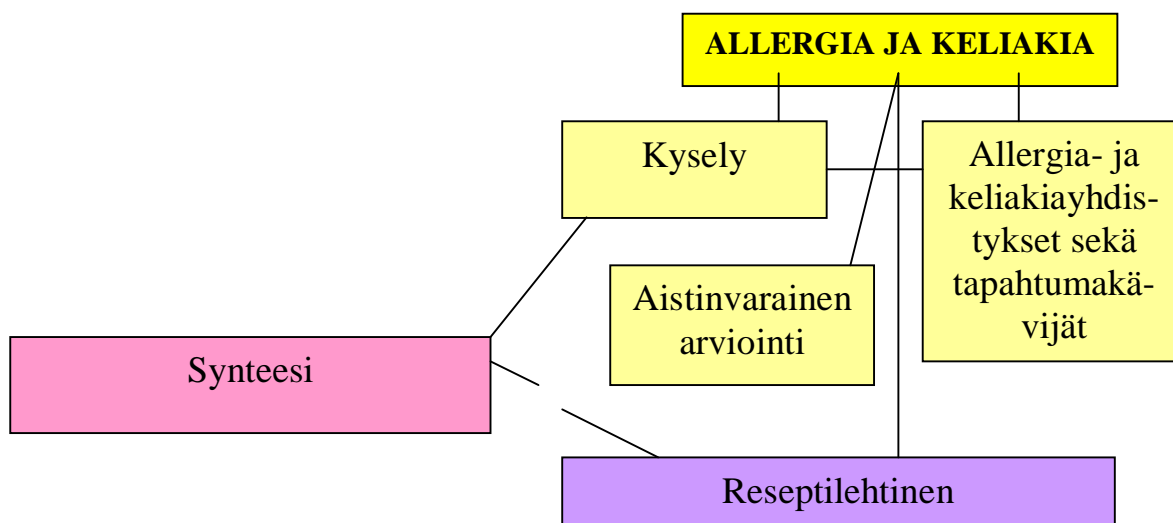 ALLERGIA JA KELIAKIA
Kysely
Allergia- ja
keliakiayhdis-
tykset sekä
tapahtumakä-
vijät
Aistinvarainen
arviointi
Synteesi
Reseptilehtinen